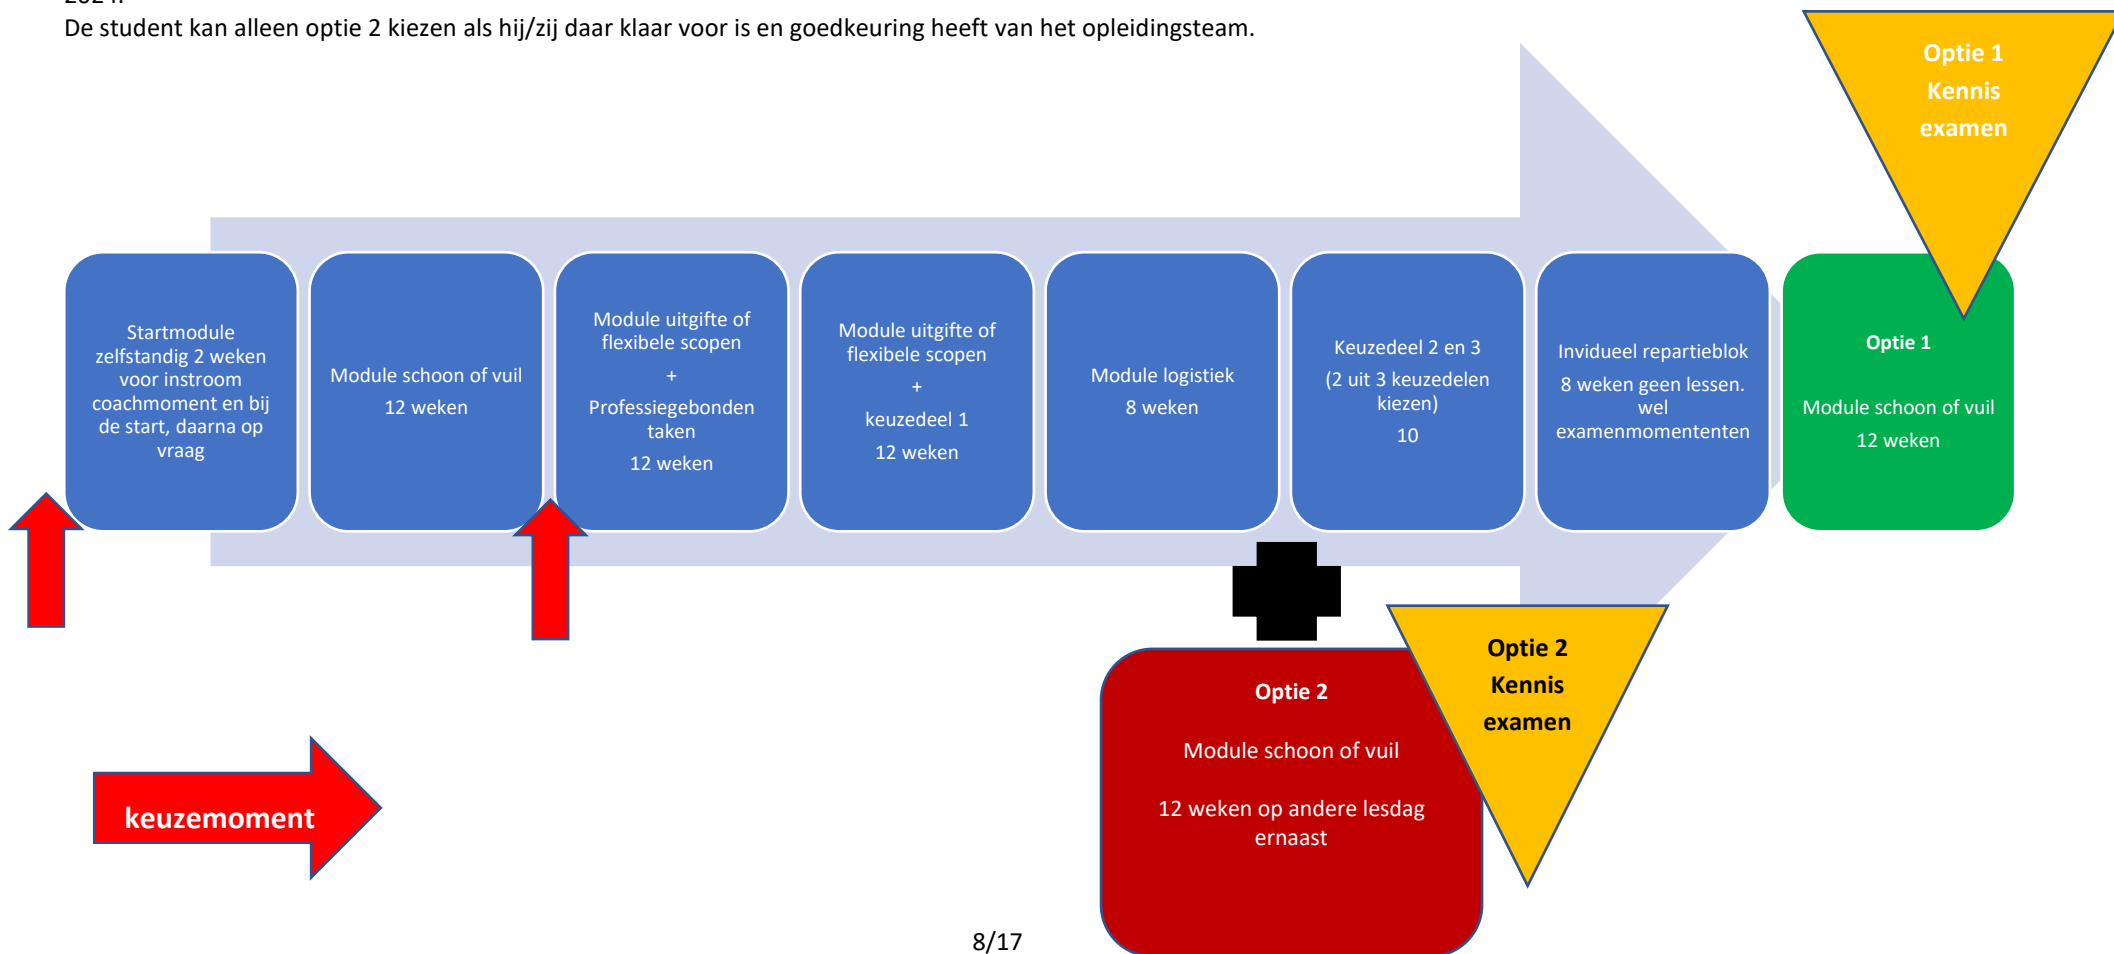 2024.
De student kan alleen optie 2 kiezen als hij/zij daar klaar voor is en goedkeuring heeft van het opleidingsteam.
Optie 1
Kennis
examen
Startmodule
zelfstandig 2 weken
voor instroom
coachmoment en bij
de start, daarna op
vraag
Module schoon of vuil
12 weken
Module uitgifte of
flexibele scopen
+
Professiegebonden
taken
12 weken
Module uitgifte of
flexibele scopen
+
keuzedeel 1
12 weken
Module logistiek
8 weken
Keuzedeel 2 en 3
(2 uit 3 keuzedelen
kiezen)
10
Invidueel repartieblok
8 weken geen lessen.
wel
examenmomententen
Optie 1
Module schoon of vuil
12 weken
Optie 2
Module schoon of vuil
12 weken op andere lesdag
ernaast
Optie 2
Kennis
examen
keuzemoment
8/17